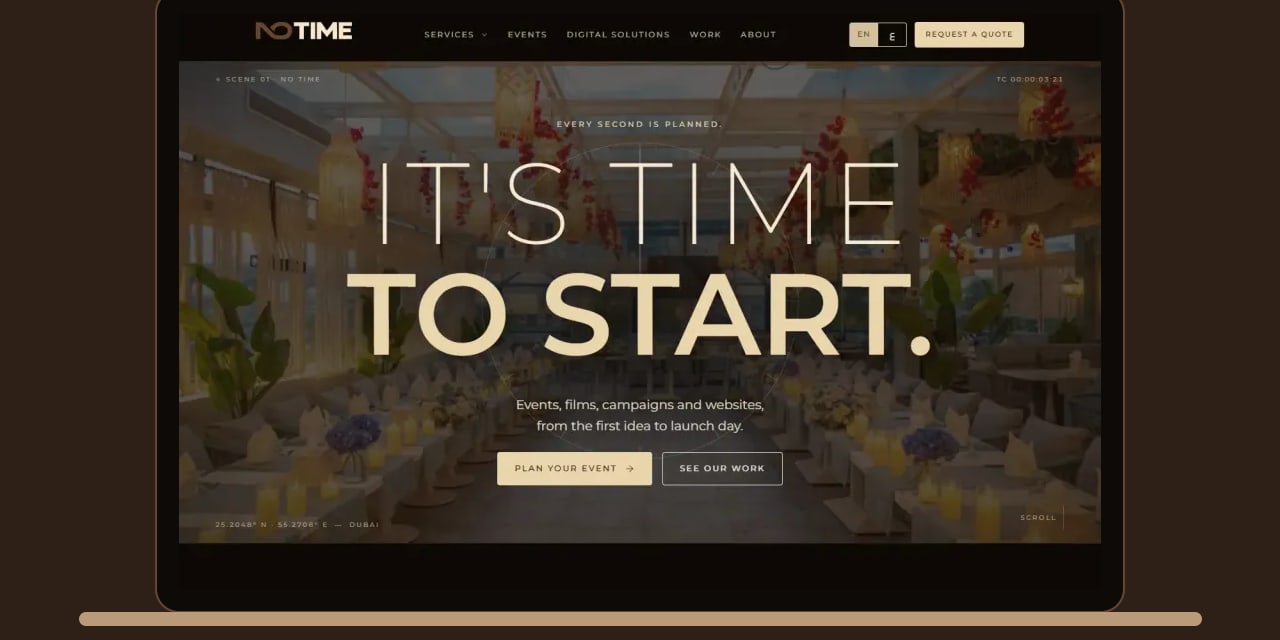 NOTIME
SERVICES EVENTS DIGITAL SOLUTIONS WORK ABOUT
EN ع REQUEST A QUOTE
SCENE 01 · NO TIME
TC 00:00:03:21
EVERY SECOND IS PLANNED.
IT'S TIME
TO START.
Events, films, campaigns and websites,
from the first idea to launch day.
PLAN YOUR EVENT → SEE OUR WORK
25.2048° N · 55.2708° E — DUBAI
SCROLL